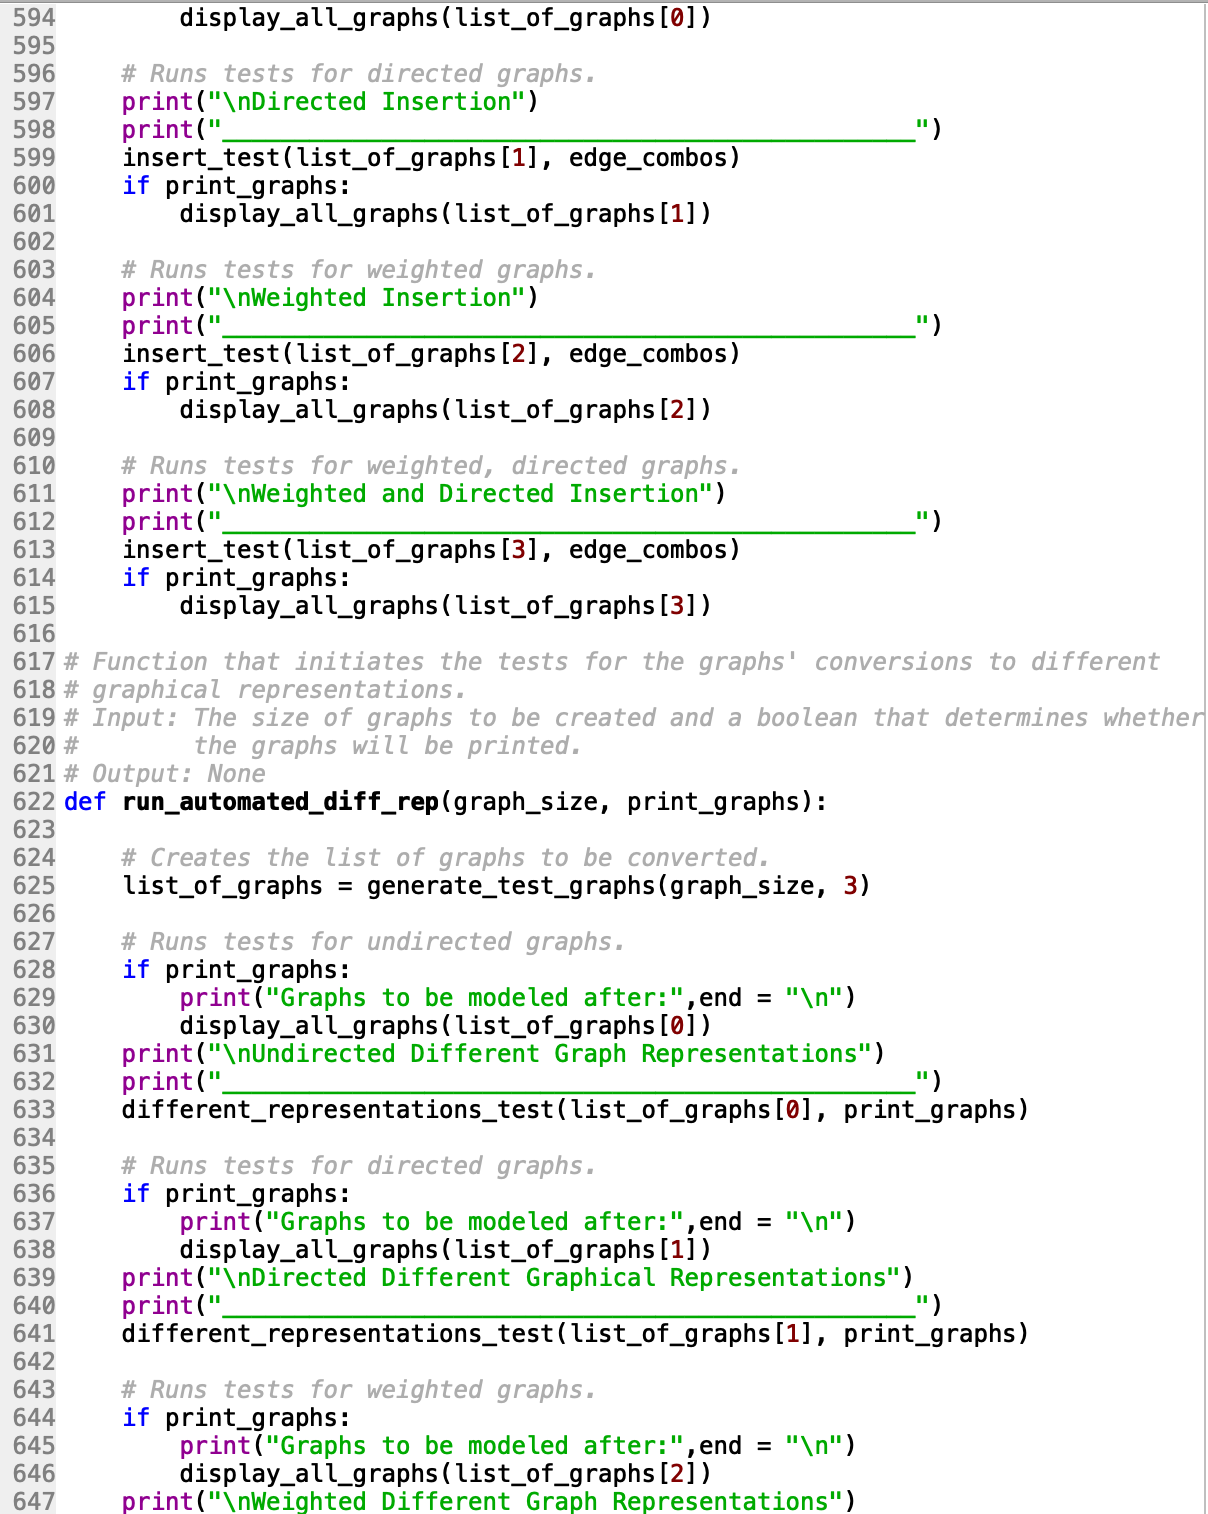 594         display_all_graphs(list_of_graphs[0])
595
596     # Runs tests for directed graphs.
597     print("\nDirected Insertion")
598     print("________________________________________________")
599     insert_test(list_of_graphs[1], edge_combos)
600     if print_graphs:
601         display_all_graphs(list_of_graphs[1])
602
603     # Runs tests for weighted graphs.
604     print("\nWeighted Insertion")
605     print("________________________________________________")
606     insert_test(list_of_graphs[2], edge_combos)
607     if print_graphs:
608         display_all_graphs(list_of_graphs[2])
609
610     # Runs tests for weighted, directed graphs.
611     print("\nWeighted and Directed Insertion")
612     print("________________________________________________")
613     insert_test(list_of_graphs[3], edge_combos)
614     if print_graphs:
615         display_all_graphs(list_of_graphs[3])
616
617 # Function that initiates the tests for the graphs' conversions to different
618 # graphical representations.
619 # Input: The size of graphs to be created and a boolean that determines whether
620 #        the graphs will be printed.
621 # Output: None
622 def run_automated_diff_rep(graph_size, print_graphs):
623
624     # Creates the list of graphs to be converted.
625     list_of_graphs = generate_test_graphs(graph_size, 3)
626
627     # Runs tests for undirected graphs.
628     if print_graphs:
629         print("Graphs to be modeled after:",end = "\n")
630         display_all_graphs(list_of_graphs[0])
631     print("\nUndirected Different Graph Representations")
632     print("________________________________________________")
633     different_representations_test(list_of_graphs[0], print_graphs)
634
635     # Runs tests for directed graphs.
636     if print_graphs:
637         print("Graphs to be modeled after:",end = "\n")
638         display_all_graphs(list_of_graphs[1])
639     print("\nDirected Different Graphical Representations")
640     print("________________________________________________")
641     different_representations_test(list_of_graphs[1], print_graphs)
642
643     # Runs tests for weighted graphs.
644     if print_graphs:
645         print("Graphs to be modeled after:",end = "\n")
646         display_all_graphs(list_of_graphs[2])
647     print("\nWeighted Different Graph Representations")